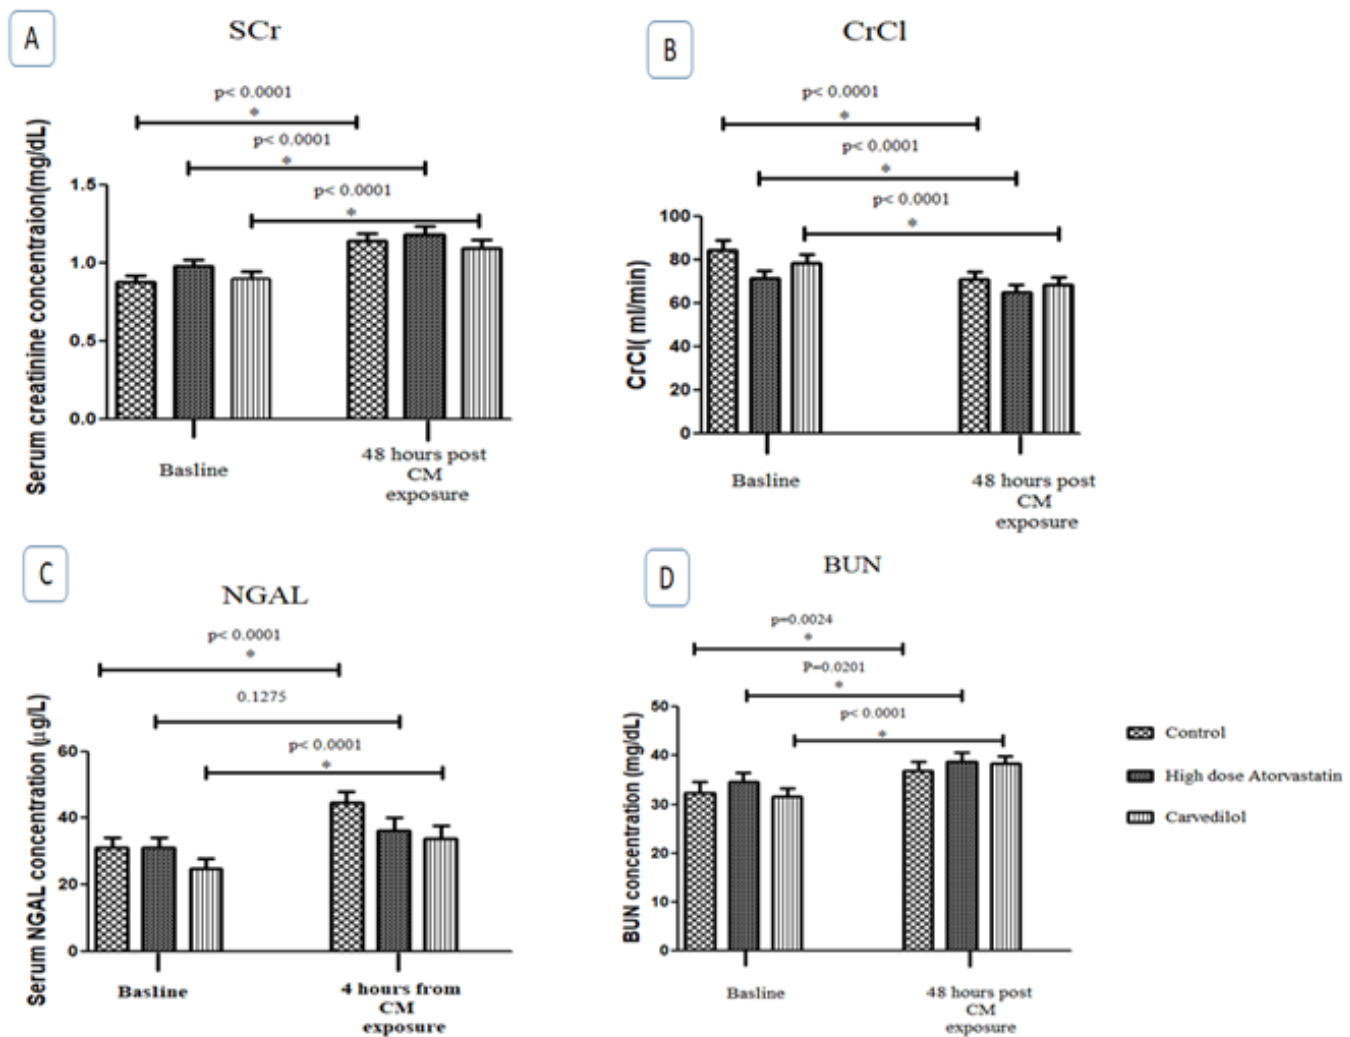 A
SCr
p< 0.0001
*
p< 0.0001
*
p< 0.0001
*
Serum creatinine concentraion(mg/dL)
1.5
1.0
0.5
0.0
Basline
48 hours post
CM
exposure
B
CrCl
p< 0.0001
*
p< 0.0001
*
p< 0.0001
*
CrCl( ml/min)
100
80
60
40
20
0
Basline
48 hours post
CM
exposure
C
NGAL
p< 0.0001
*
0.1275
p< 0.0001
*
Serum NGAL concentration (µg/L)
60
40
20
0
Basline
4 hours from
CM
exposure
D
BUN
p=0.0024
*
P=0.0201
*
p< 0.0001
*
BUN concentration (mg/dL)
50
40
30
20
10
0
Basline
48 hours post
CM
exposure
Control
High dose Atorvastatin
Carvedilol